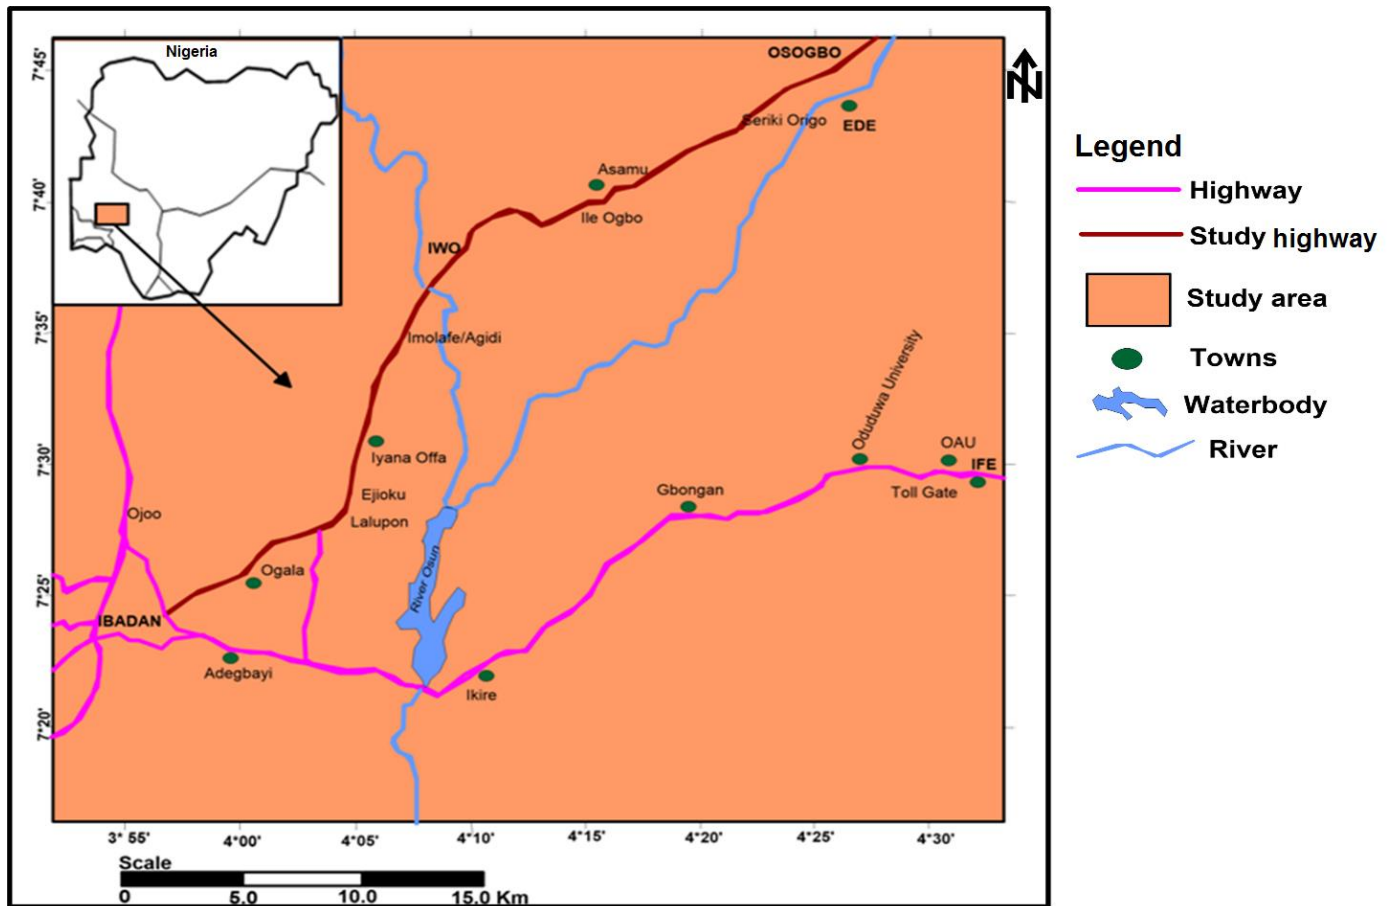 Nigeria
7°45'
7°40'
7°35'
7°30'
7°25'
7°20'
OSOGBO
N
Seriki Origo
EDE
Asamu
Ile Ogbo
IWO
Imolafe/Agidi
Oduduwa University
Iyana Offa
OAU
IFE
Toll Gate
Gbongan
Ejioku
Lalupon
Ojoo
Ogala
River Osun
IBADAN
Adegbayi
Ikire
3°55'
4°00'
4°05'
4°10'
4°15'
4°20'
4°25'
4°30'
Scale
0 5.0 10.0 15.0 Km
Legend
Highway
Study highway
Study area
Towns
Waterbody
River